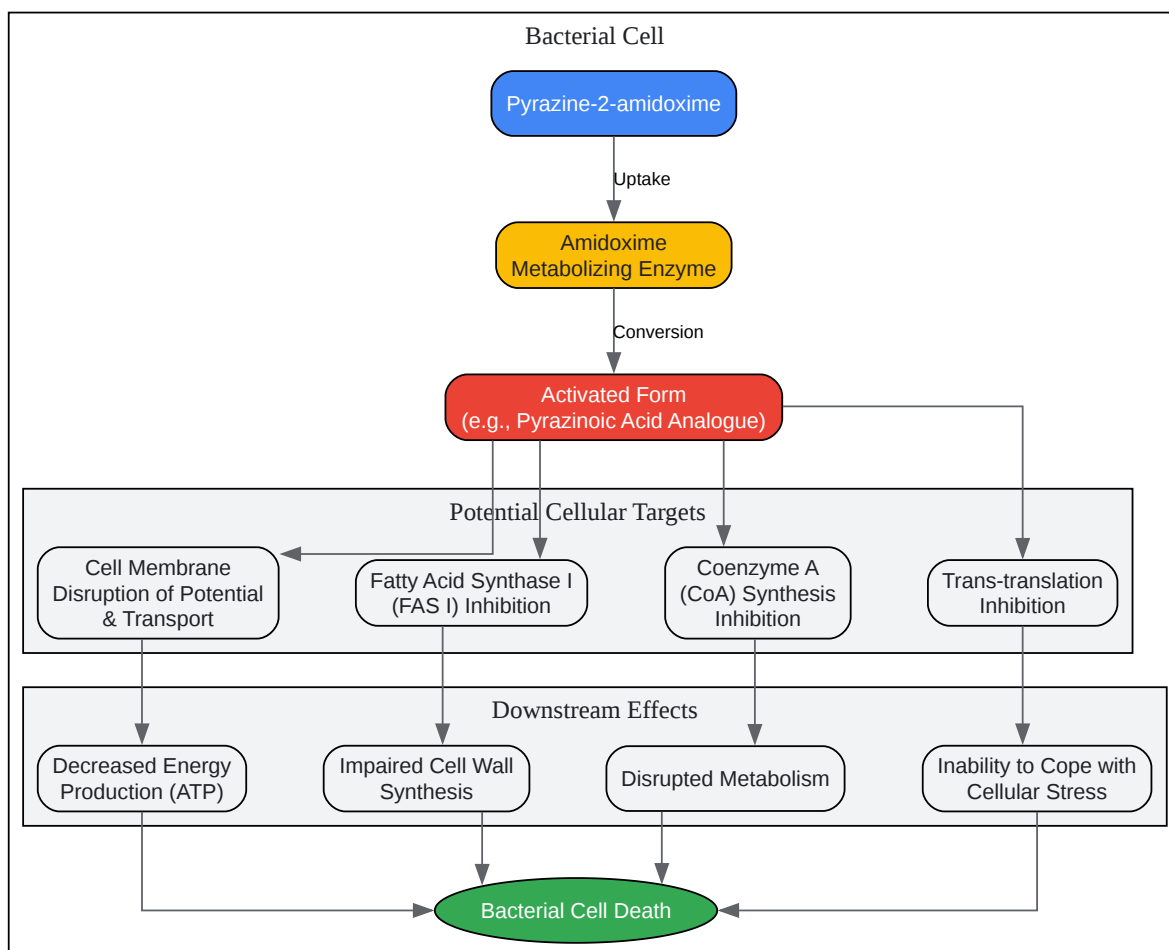 Bacterial Cell
Pyrazine-2-amidoxime
Uptake
Amidoxime
Metabolizing Enzyme
Conversion
Activated Form
(e.g., Pyrazinoic Acid Analogue)
Potential Cellular Targets
Cell Membrane
Disruption of Potential
& Transport
Fatty Acid Synthase I
(FAS I) Inhibition
Coenzyme A
(CoA) Synthesis
Inhibition
Trans-translation
Inhibition
Downstream Effects
Decreased Energy
Production (ATP)
Impaired Cell Wall
Synthesis
Disrupted Metabolism
Inability to Cope with
Cellular Stress
Bacterial Cell Death